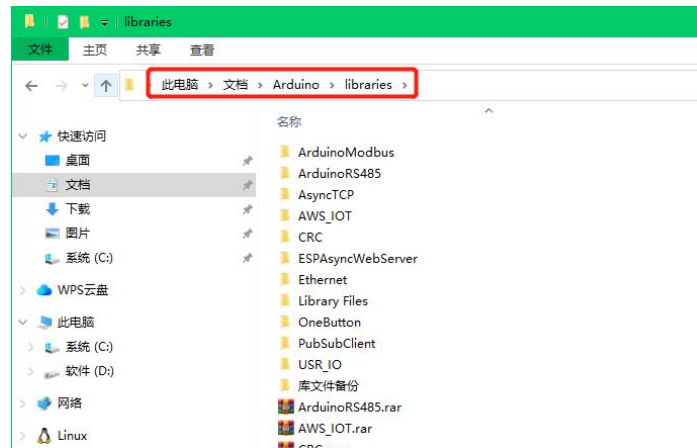 libraries
文件 主页 共享 查看
此电脑 > 文档 > Arduino > libraries >
名称
快速访问
桌面
文档
下载
图片
系统 (C:)
WPS云盘
此电脑
系统 (C:)
软件 (D:)
网络
Linux
ArduinoModbus
ArduinoRS485
AsyncTCP
AWS_IOT
CRC
ESPAsyncWebServer
Ethernet
Library Files
OneButton
PubSubClient
USR_IO
库文件备份
ArduinoRS485.rar
AWS_IOT.rar